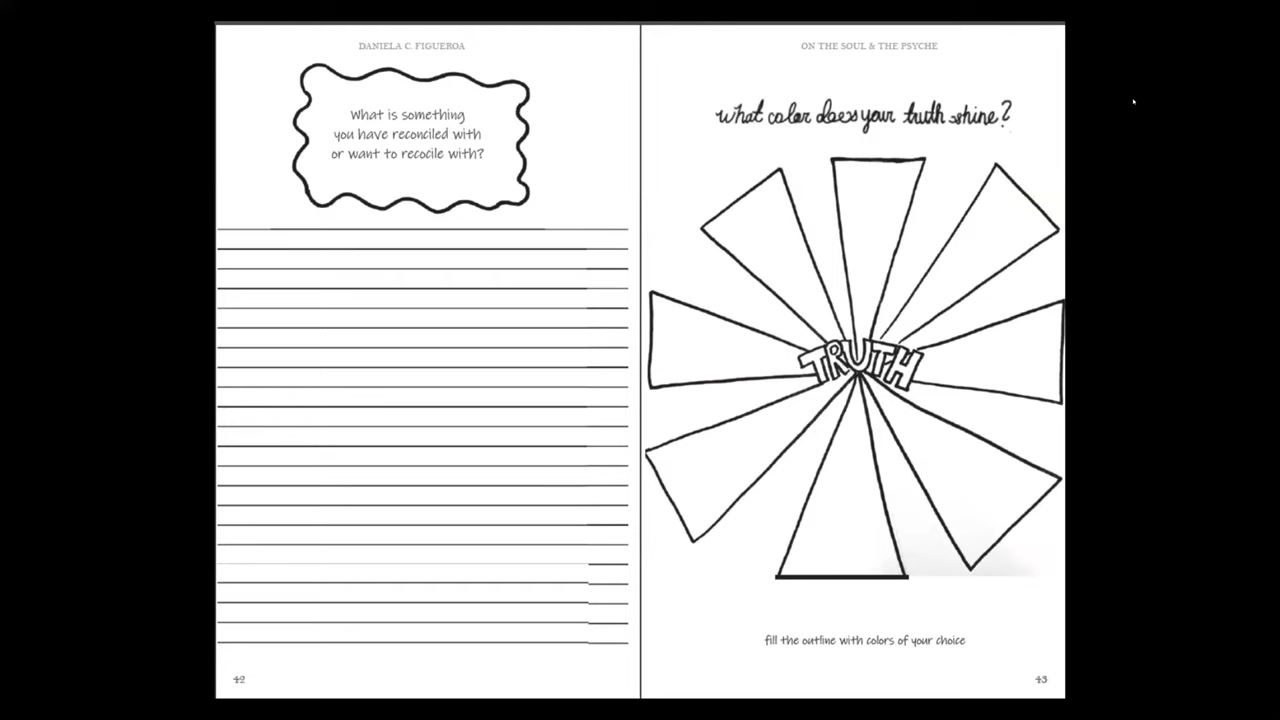 DANIELA C. FIGUEROA
What is something
you have reconciled with
or want to recocile with?
42
ON THE SOUL & THE PSYCHE
what color does your truth shine?
TRUTH
fill the outline with colors of your choice
43